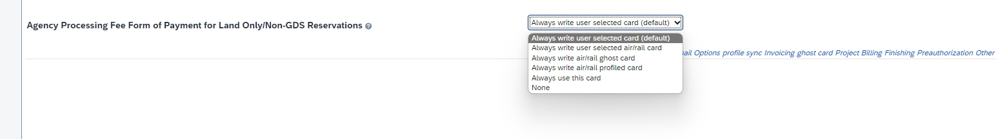 Agency Processing Fee Form of Payment for Land Only/Non-GDS Reservations ?
Always write user selected card (default)
Always write user selected card (default)
Always write user selected air/rail card
Always write air/rail ghost card
Always write air/rail profiled card
Always use this card
None
Options profile sync Invoicing ghost card Project Billing Finishing Preauthorization Other